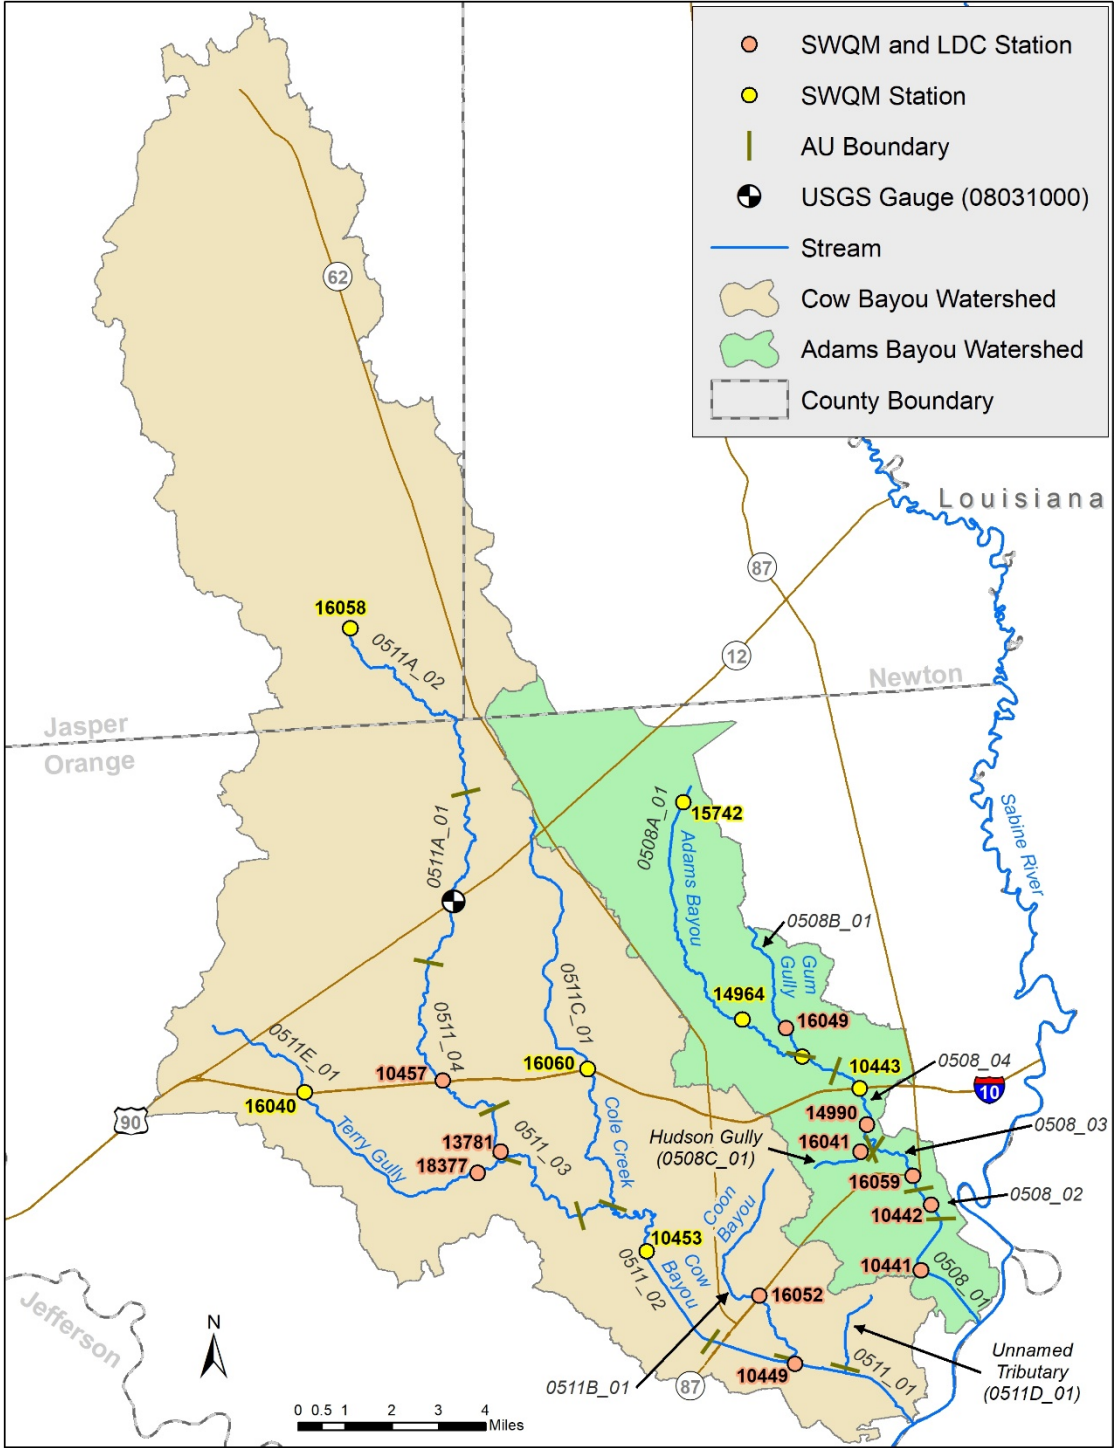 SWQM and LDC Station
SWQM Station
AU Boundary
USGS Gauge (08031000)
Stream
Cow Bayou Watershed
Adams Bayou Watershed
County Boundary
62
Louisiana
87
12
16058
0511A_02
Newton
Jasper
Orange
Sabine River
0508A_01
15742
Adams Bayou
0511A_01
0508B_01
Gum
Gully
14964
16049
0511C_01
0511_04
0511E_01
16060
10443
0508_04
10457
10
16040
90
14990
Terry Gully
Cole Creek
Hudson Gully
(0508C_01)
16041
0508_03
13781
0511_03
18377
16059
0508_02
10442
Coon
Bayou
10453
Cow
Bayou
0511_02
10441
0508_01
16052
Jefferson
N
Unnamed
Tributary
(0511D_01)
0511_01
10449
0511B_01
87
0 0.5 1 2 3 4
Miles